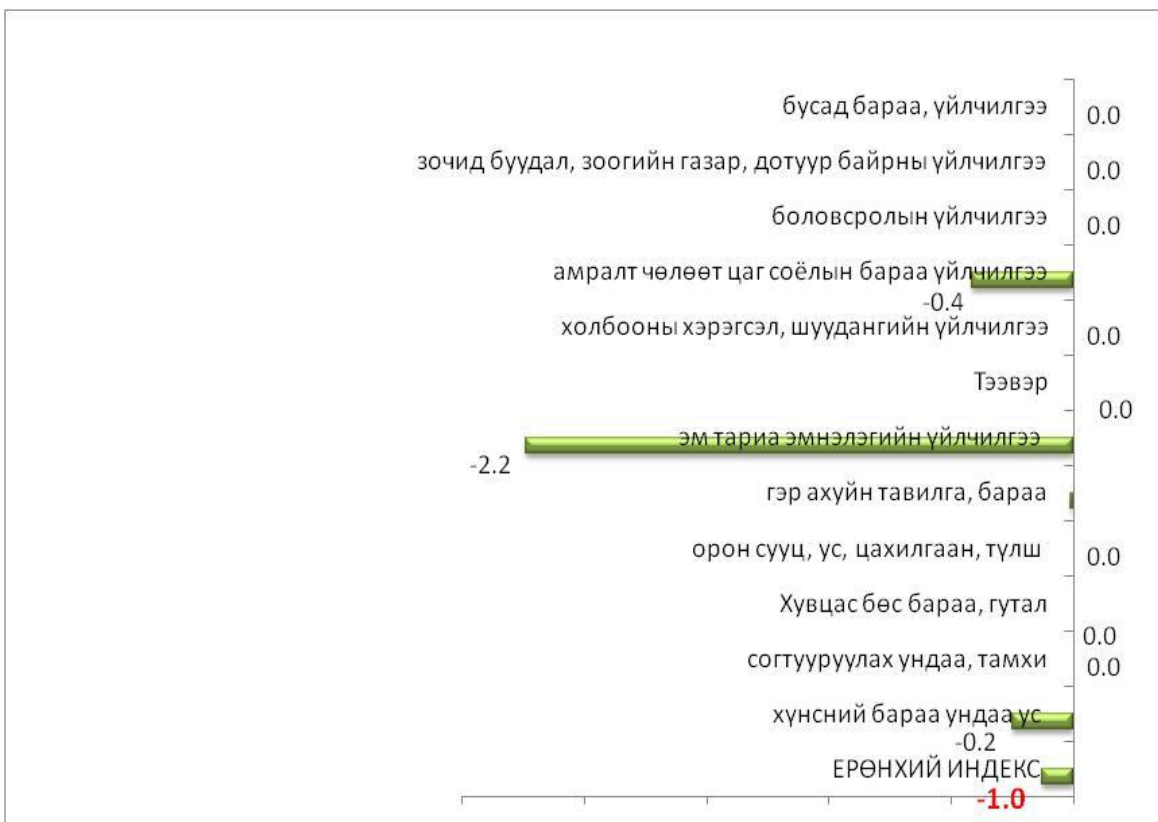 бусад бараа, үйлчилгээ 0.0
зочид буудал, зоогийн газар, дотуур байрны үйлчилгээ 0.0
боловсролын үйлчилгээ 0.0
амралт чөлөөт цаг соёлын бараа үйлчилгээ
-0.4
холбооны хэрэгсэл, шуудангийн үйлчилгээ 0.0
Тээвэр
0.0
эм тариа эмнэлэгийн үйлчилгээ
-2.2
гэр ахуйн тавилга, бараа
орон сууц, ус, цахилгаан, түлш 0.0
Хувцас бөс бараа, гутал
0.0
согтууруулах ундаа, тамхи 0.0
хүнсний бараа ундаа ус
-0.2
ЕРӨНХИЙ ИНДЕКС
-1.0